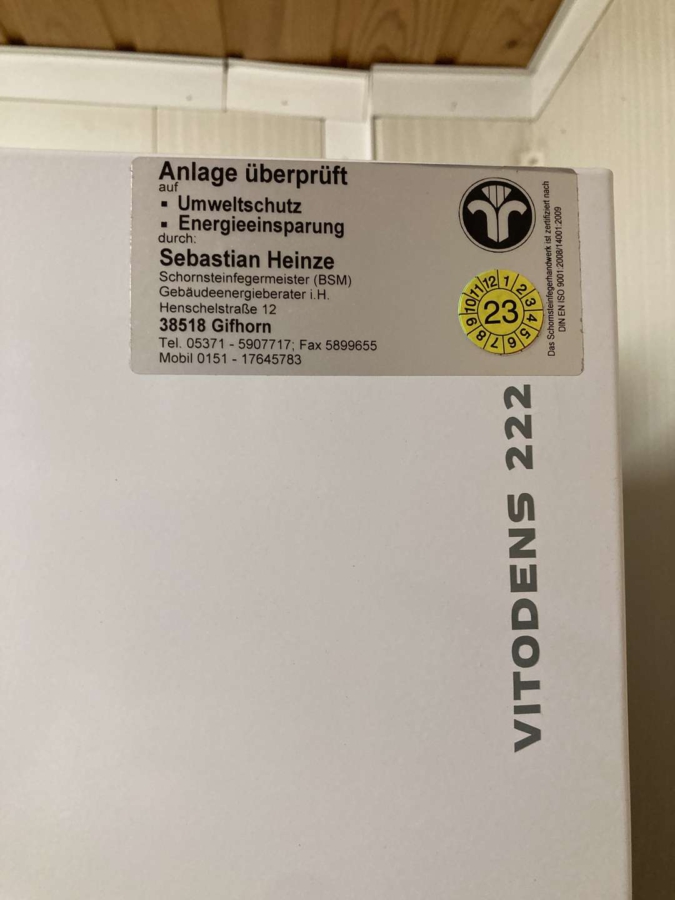 Anlage überprüft
auf
▪ Umweltschutz
▪ Energieeinsparung
durch:
Sebastian Heinze
Schornsteinfegermeister (BSM)
Gebäudeenergieberater i.H.
Henschelstraße 12
38518 Gifhorn
Tel. 05371 - 5907717; Fax 5899655
Mobil 0151 - 17645783
12 1 2 3 4 5 6 7 8 9 10 11
23
Das Schornsteinfegerhandwerk ist zertifiziert nach
DIN EN ISO 9001:2008/14001:2009
VITODENS 222